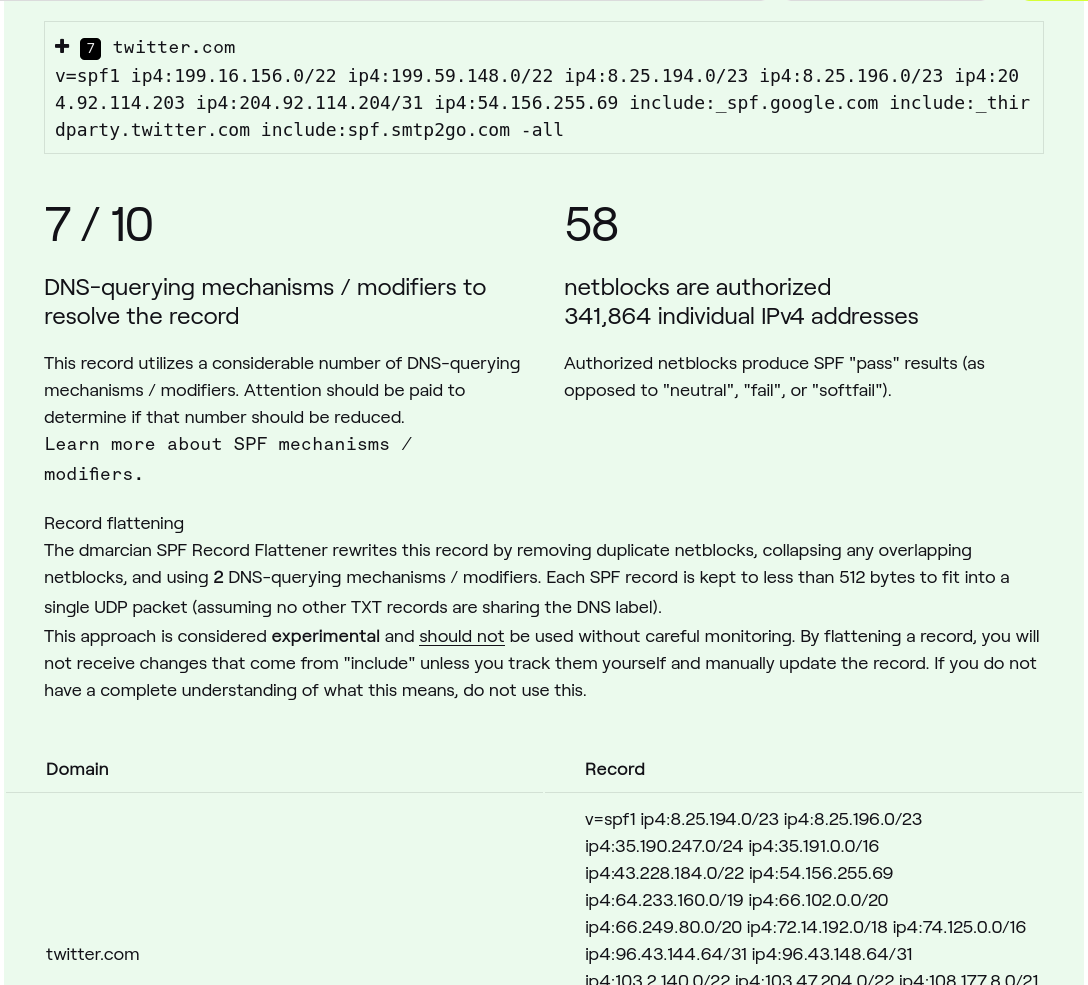 7 twitter.com
v=spf1 ip4:199.16.156.0/22 ip4:199.59.148.0/22 ip4:8.25.194.0/23 ip4:8.25.196.0/23 ip4:20
4.92.114.203 ip4:204.92.114.204/31 ip4:54.156.255.69 include:_spf.google.com include:_thir
dparty.twitter.com include:spf.smtp2go.com -all
7 / 10
DNS-querying mechanisms / modifiers to
resolve the record
This record utilizes a considerable number of DNS-querying
mechanisms / modifiers. Attention should be paid to
determine if that number should be reduced.
Learn more about SPF mechanisms /
modifiers.
58
netblocks are authorized
341,864 individual IPv4 addresses
Authorized netblocks produce SPF "pass" results (as
opposed to "neutral", "fail", or "softfail").
Record flattening
The dmarcian SPF Record Flattener rewrites this record by removing duplicate netblocks, collapsing any overlapping
netblocks, and using 2 DNS-querying mechanisms / modifiers. Each SPF record is kept to less than 512 bytes to fit into a
single UDP packet (assuming no other TXT records are sharing the DNS label).
This approach is considered experimental and should not be used without careful monitoring. By flattening a record, you will
not receive changes that come from "include" unless you track them yourself and manually update the record. If you do not
have a complete understanding of what this means, do not use this.
Domain
Record
twitter.com
v=spf1 ip4:8.25.194.0/23 ip4:8.25.196.0/23
ip4:35.190.247.0/24 ip4:35.191.0.0/16
ip4:43.228.184.0/22 ip4:54.156.255.69
ip4:64.233.160.0/19 ip4:66.102.0.0/20
ip4:66.249.80.0/20 ip4:72.14.192.0/18 ip4:74.125.0.0/16
ip4:96.43.144.64/31 ip4:96.43.148.64/31
ip4:103.2.140.0/22 ip4:103.47.204.0/22 ip4:108.177.8.0/21